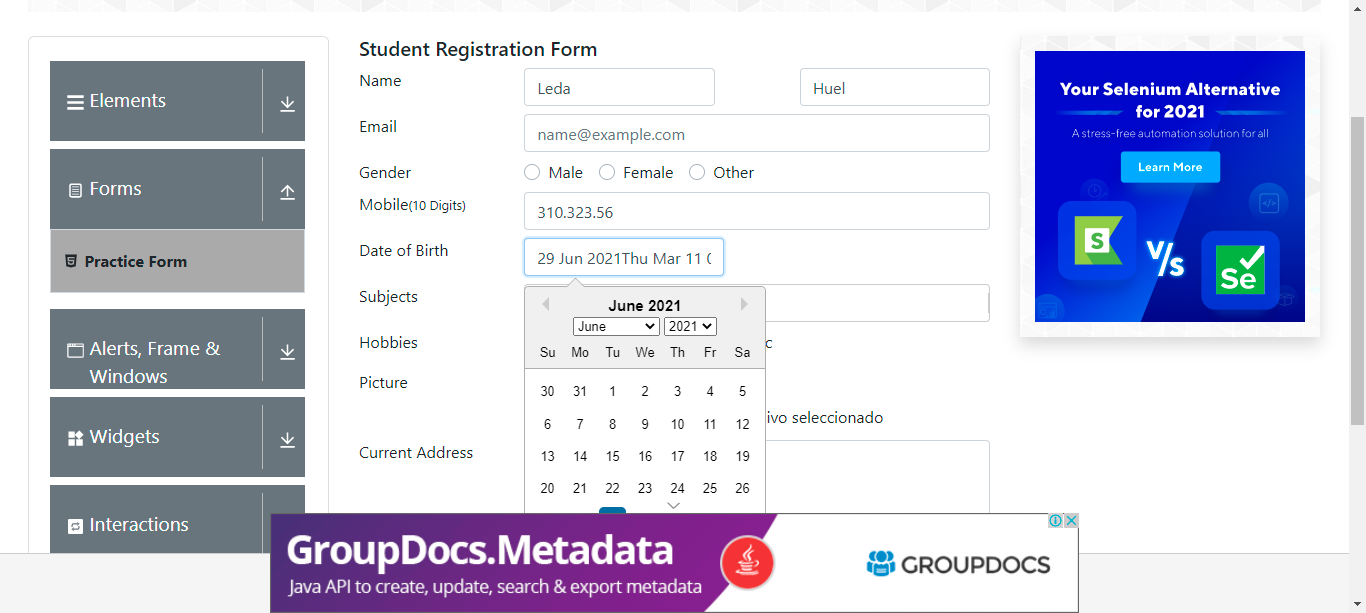 Elements
Forms
Practice Form
Alerts, Frame &
Windows
Widgets
Interactions
Student Registration Form
Name
Leda
Huel
Email
name@example.com
Gender
Male
Female
Other
Mobile(10 Digits)
310.323.56
Date of Birth
29 Jun 2021Thu Mar 11
Subjects
Hobbies
Picture
Current Address
June 2021
June
2021
Su Mo Tu We Th Fr Sa
30 31 1 2 3 4 5
6 7 8 9 10 11 12
13 14 15 16 17 18 19
20 21 22 23 24 25 26
c
ivo seleccionado
Your Selenium Alternative
for 2021
A stress-free automation solution for all
Learn More
S
V/s
Se
GroupDocs.Metadata
Java API to create, update, search & export metadata
GROUPDOCS